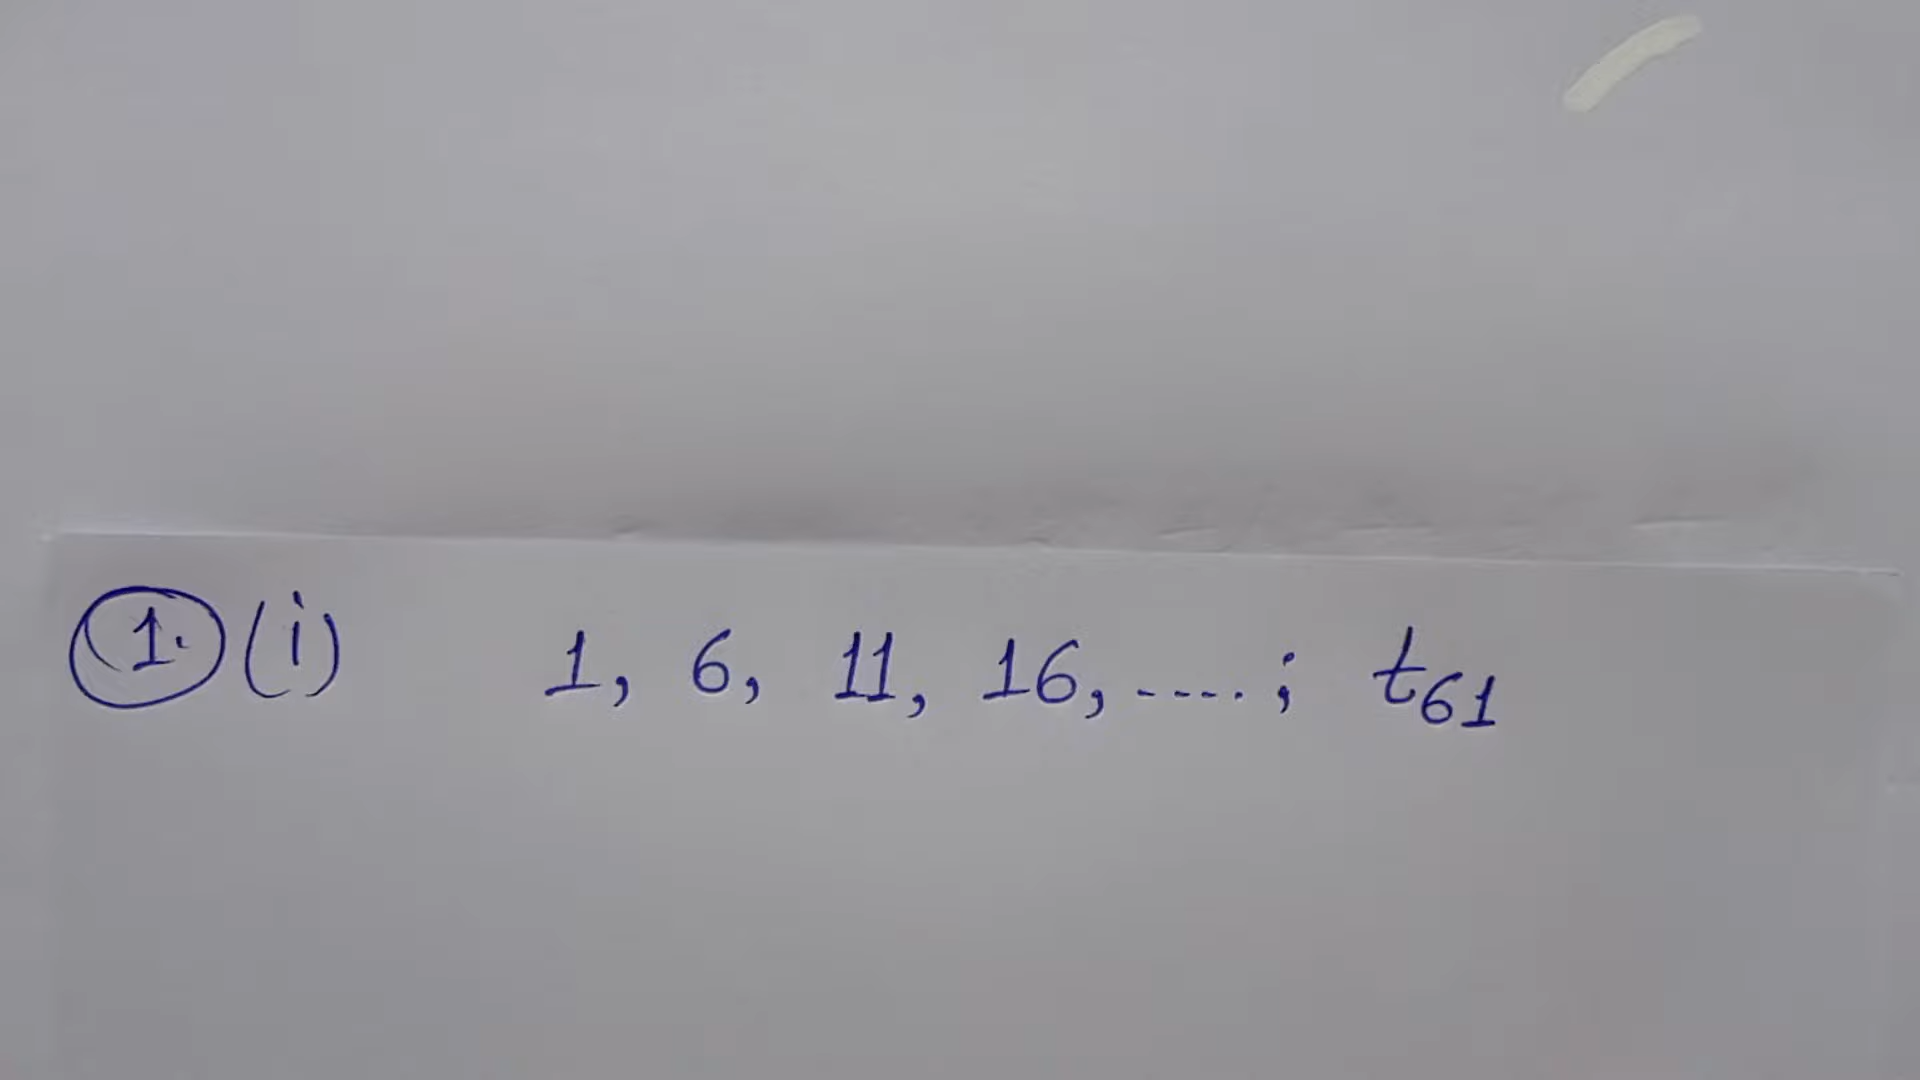 1. (i) 1, 6, 11, 16, ....; t₆₁